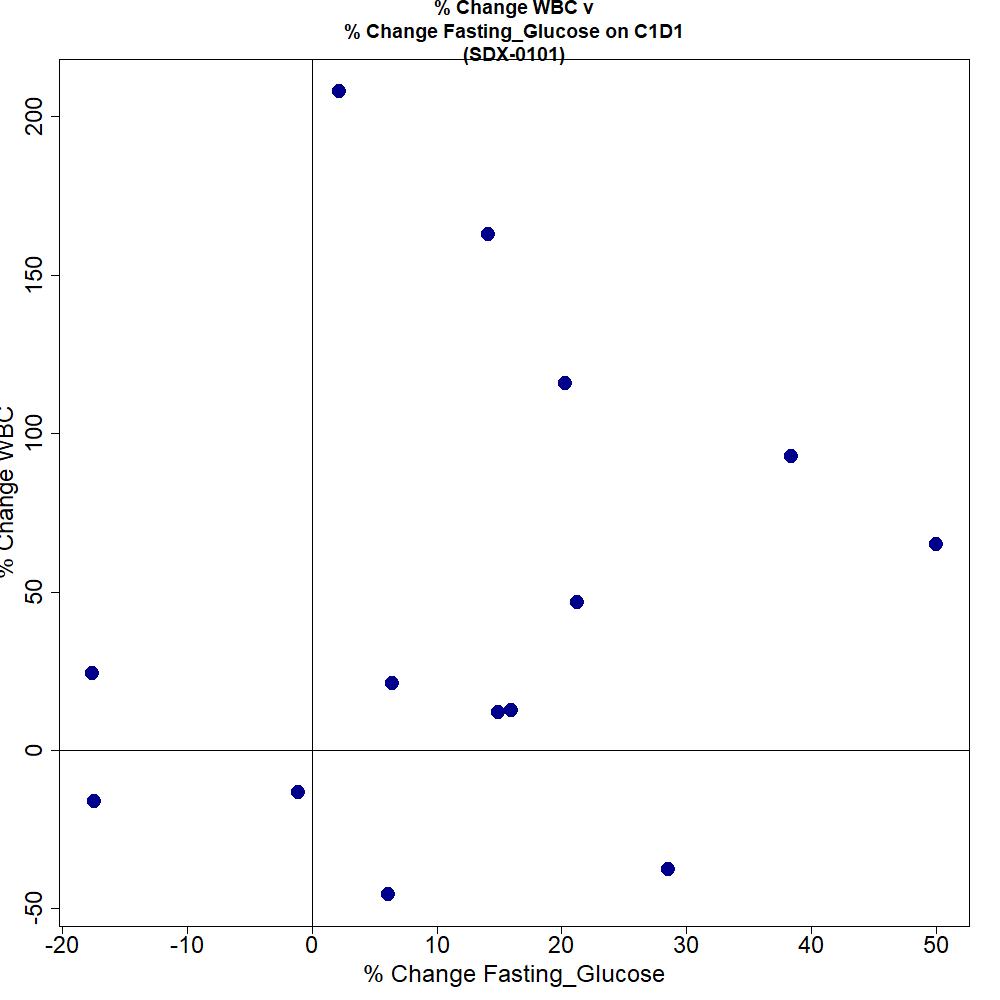 % Change WBC v
% Change Fasting_Glucose on C1D1
(SDX-0101)
% Change WBC
200
150
100
50
0
-50
-20 -10 0 10 20 30 40 50
% Change Fasting_Glucose